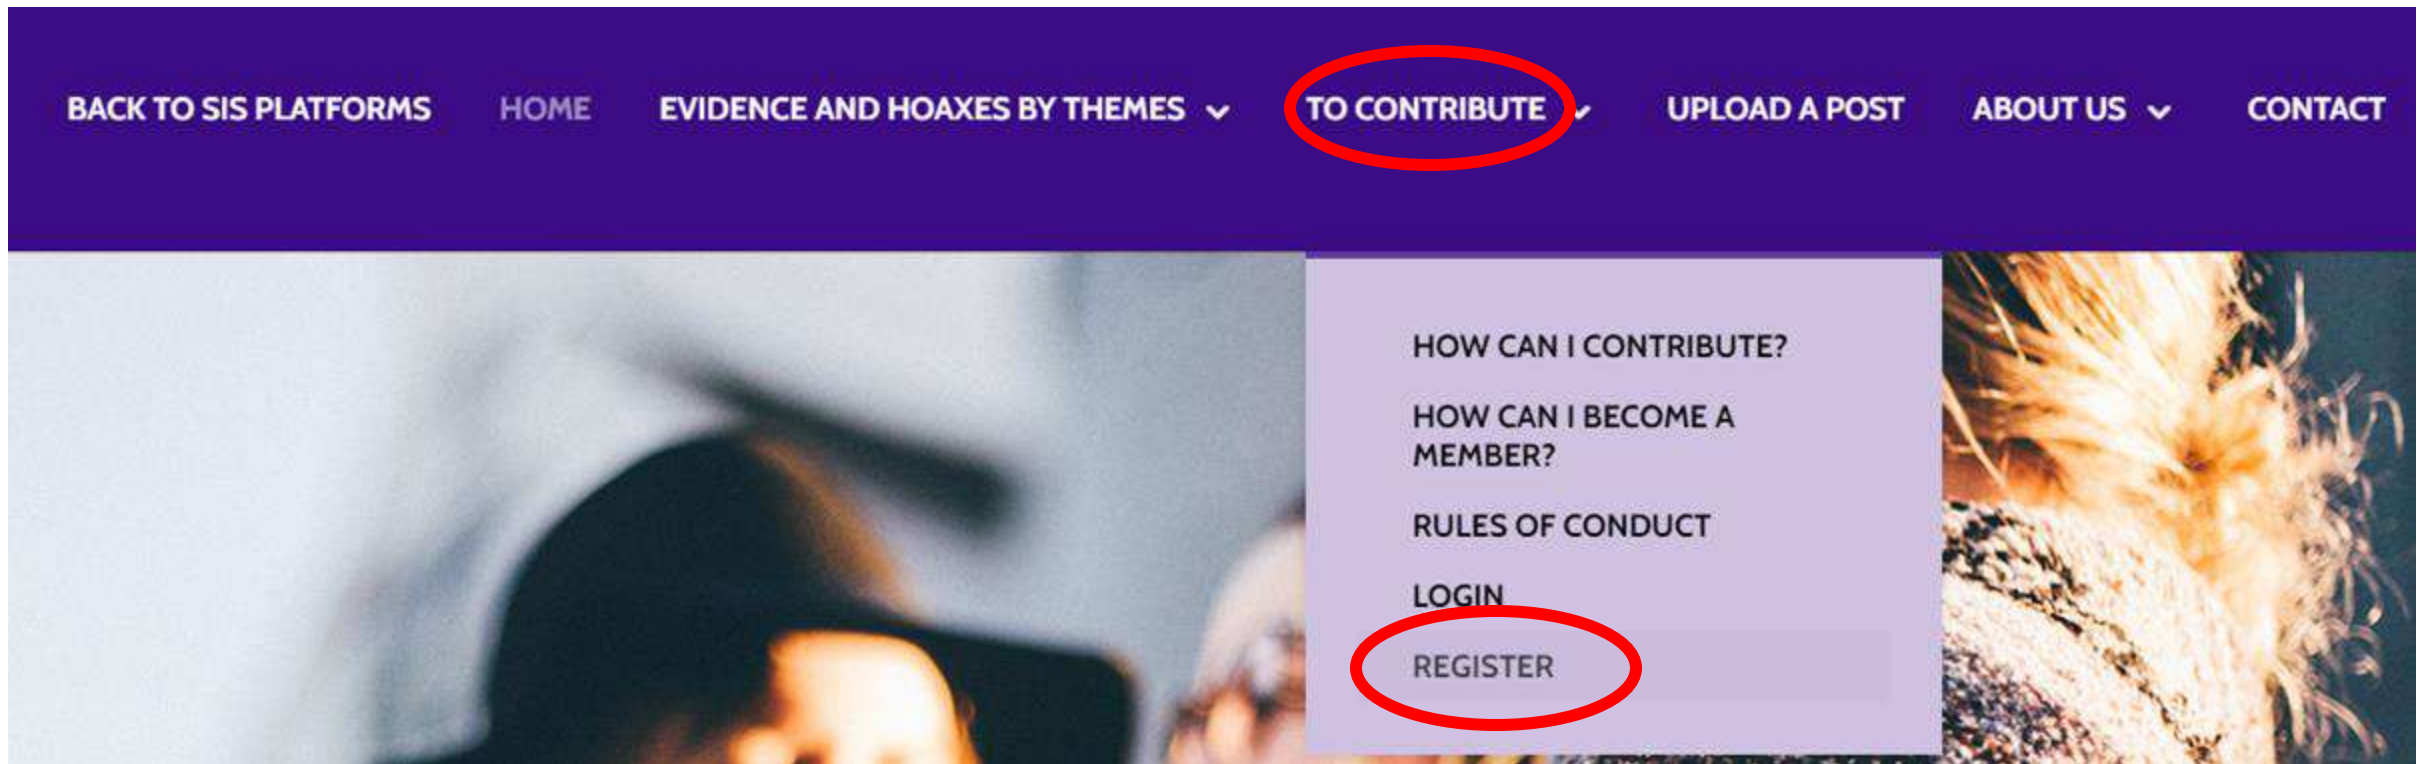 BACK TO SIS PLATFORMS HOME EVIDENCE AND HOAXES BY THEMES TO CONTRIBUTE UPLOAD A POST ABOUT US CONTACT
HOW CAN I CONTRIBUTE?
HOW CAN I BECOME A
MEMBER?
RULES OF CONDUCT
LOGIN
REGISTER